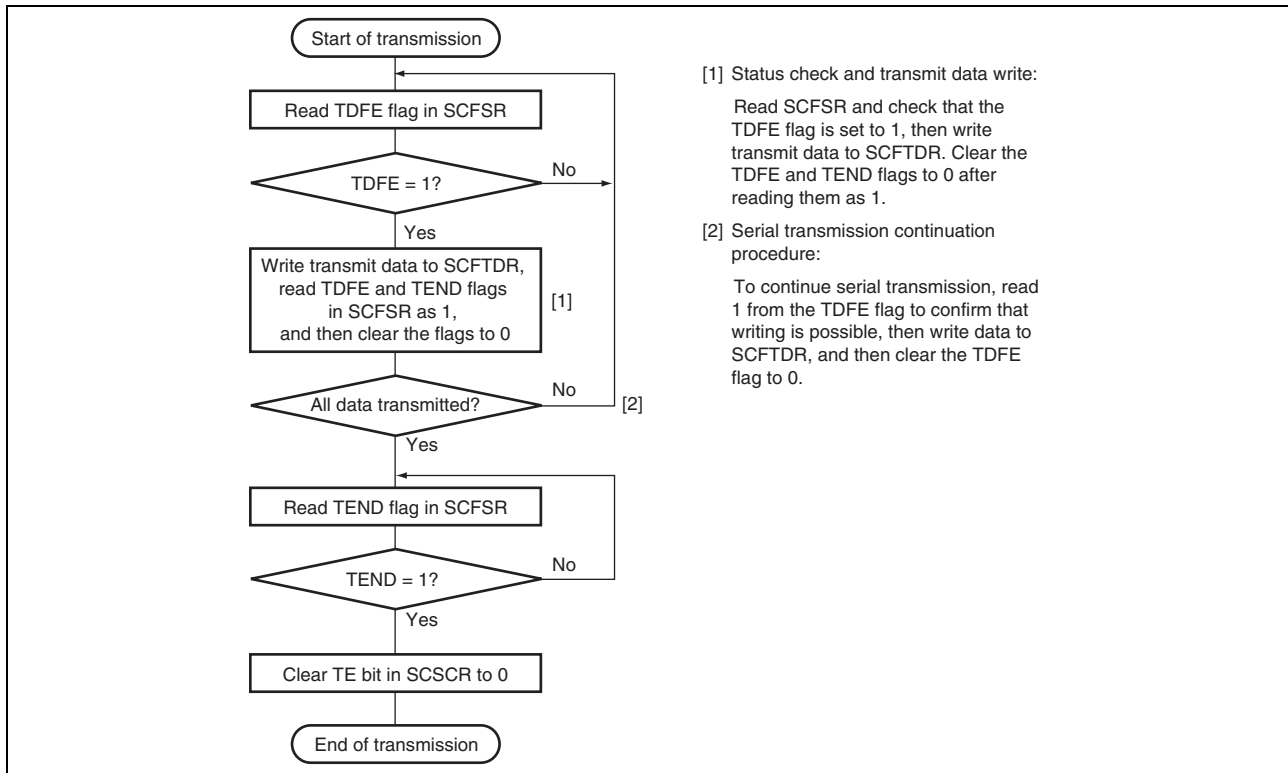 Start of transmission
Read TDFE flag in SCFSR
TDFE = 1?
No
Yes
Write transmit data to SCFTDR,
read TDFE and TEND flags
in SCFSR as 1,
and then clear the flags to 0
[1]
All data transmitted?
No
[2]
Yes
Read TEND flag in SCFSR
TEND = 1?
No
Yes
Clear TE bit in SCSCR to 0
End of transmission
[1] Status check and transmit data write:
Read SCFSR and check that the
TDFE flag is set to 1, then write
transmit data to SCFTDR. Clear the
TDFE and TEND flags to 0 after
reading them as 1.
[2] Serial transmission continuation
procedure:
To continue serial transmission, read
1 from the TDFE flag to confirm that
writing is possible, then write data to
SCFTDR, and then clear the TDFE
flag to 0.